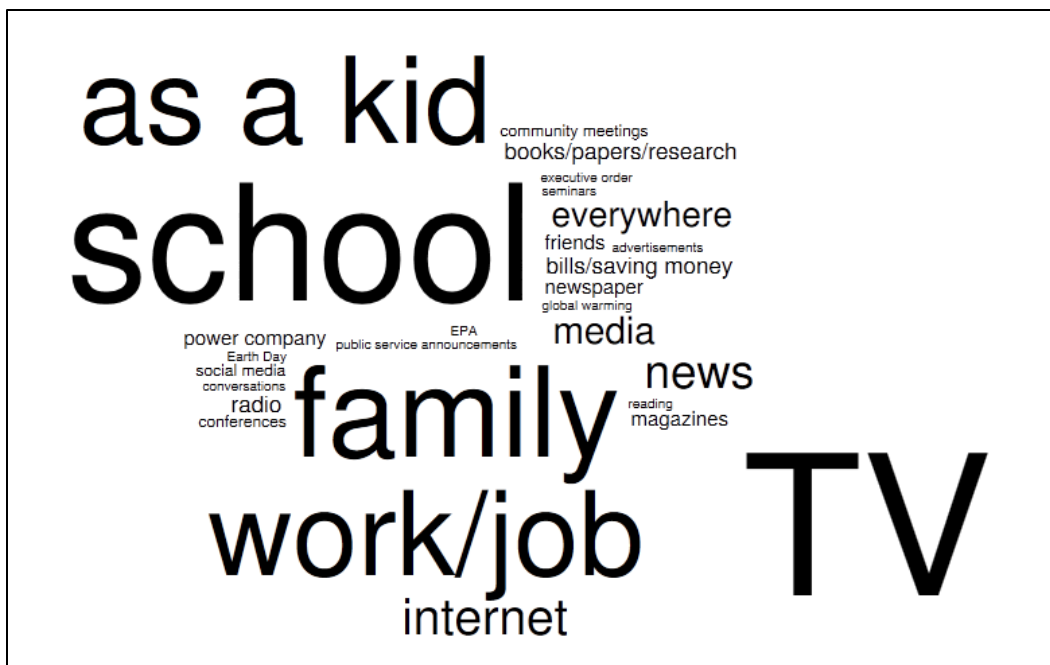 as a kid
community meetings
books/papers/research
school
executive order
seminars
everywhere
friends advertisements
bills/saving money
newspaper
global warming
media
power company
EPA
public service announcements
Earth Day
social media
conversations
radio
conferences
family
news
reading
magazines
TV
work/job
internet